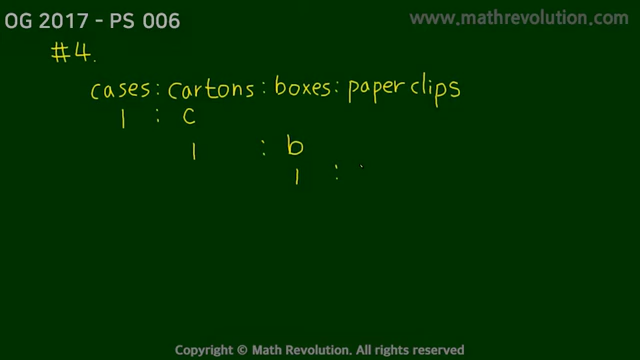 OG 2017 - PS 006
www.mathrevolution.com
#4.
cases : cartons : boxes : paper clips
1 : c
1 : b
1 :
Copyright © Math Revolution. All rights reserved